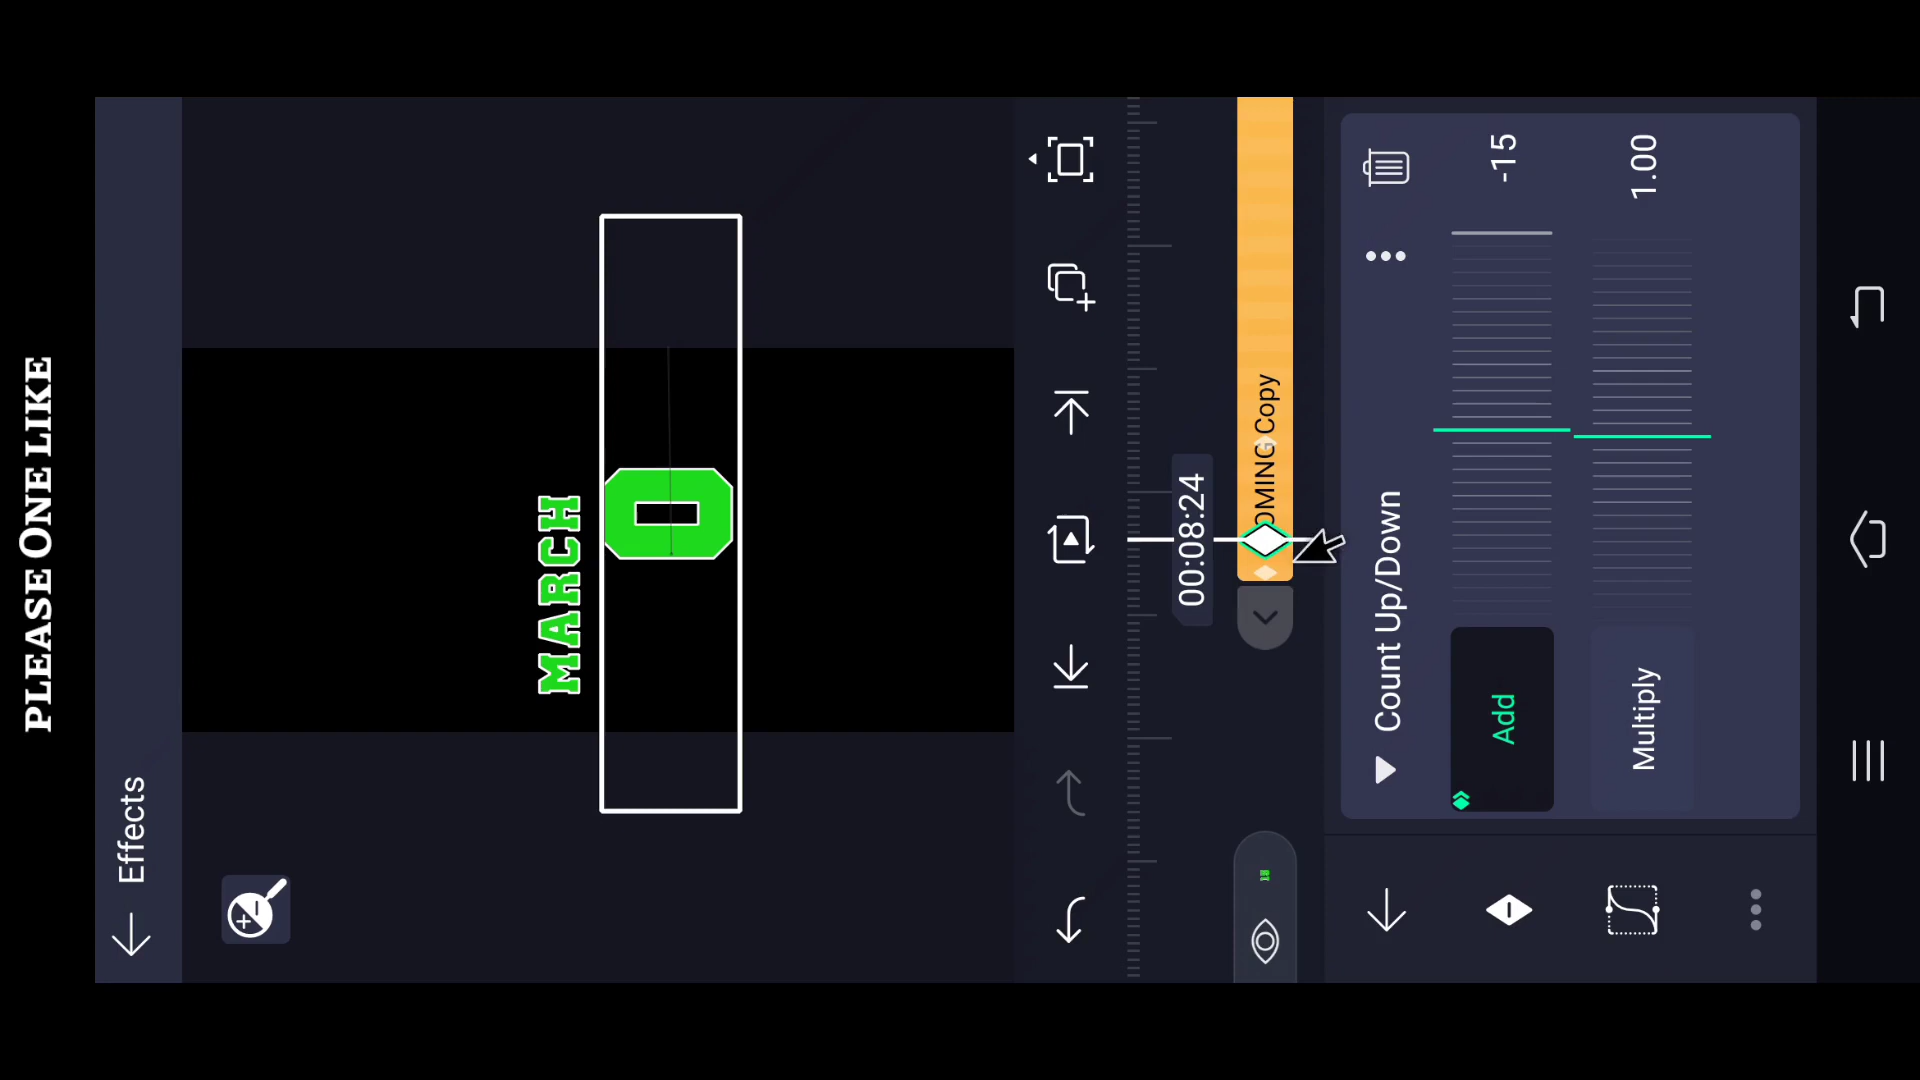 PLEASE ONE LIKE
Effects
MARCH
0
00:08:24
OMING Copy
Count Up/Down
Add
-15
Multiply
1.00